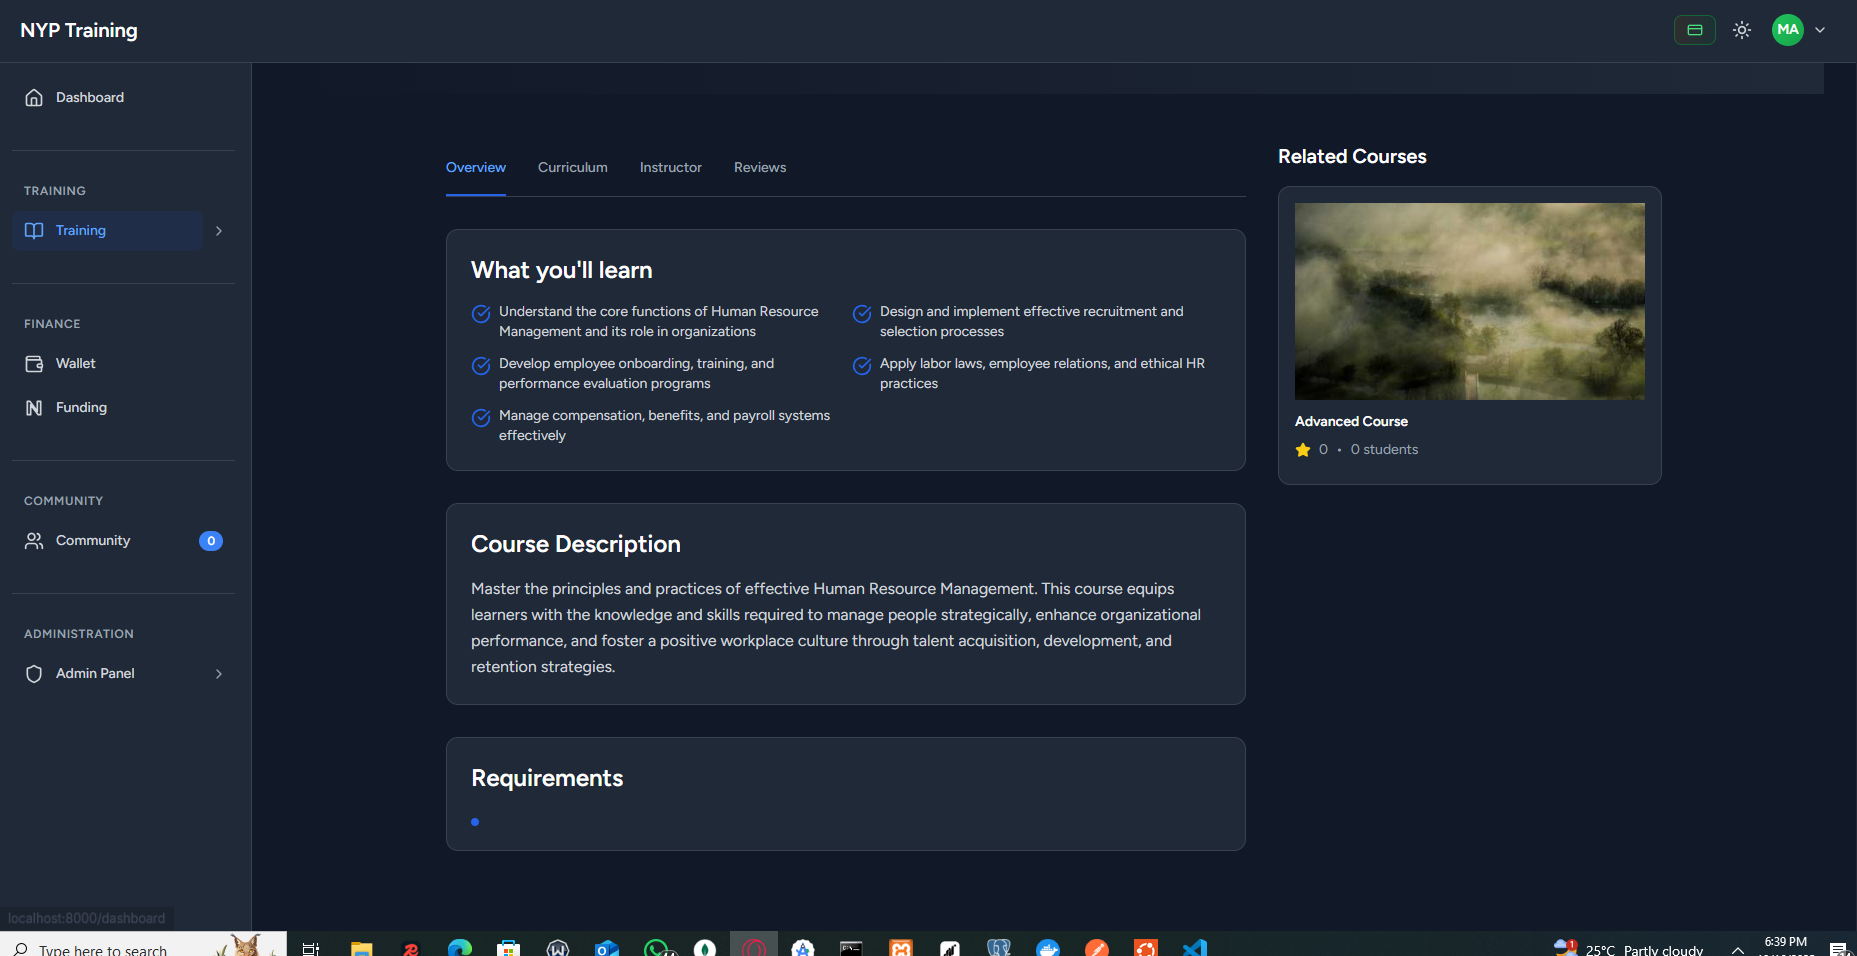 NYP Training
MA
Dashboard
TRAINING
Training
FINANCE
Wallet
Funding
COMMUNITY
Community
0
ADMINISTRATION
Admin Panel
localhost:8000/dashboard
Overview
Curriculum
Instructor
Reviews
What you'll learn
Understand the core functions of Human Resource
Management and its role in organizations
Design and implement effective recruitment and
selection processes
Develop employee onboarding, training, and
performance evaluation programs
Apply labor laws, employee relations, and ethical HR
practices
Manage compensation, benefits, and payroll systems
effectively
Course Description
Master the principles and practices of effective Human Resource Management. This course equips
learners with the knowledge and skills required to manage people strategically, enhance organizational
performance, and foster a positive workplace culture through talent acquisition, development, and
retention strategies.
Requirements
Related Courses
Advanced Course
0 • 0 students
Type here to search
1
25°C Partly cloudy
6:39 PM